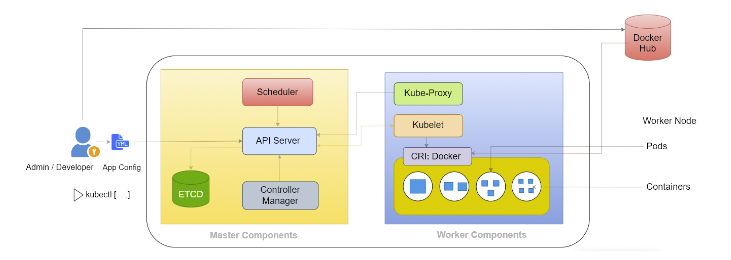 Docker
Hub
Scheduler
Kube-Proxy
Kubelet
Worker Node
API Server
YML
Pods
CRI: Docker
Admin / Developer
App Config
kubectl [ ... ]
ETCD
Controller
Manager
Containers
Master Components
Worker Components